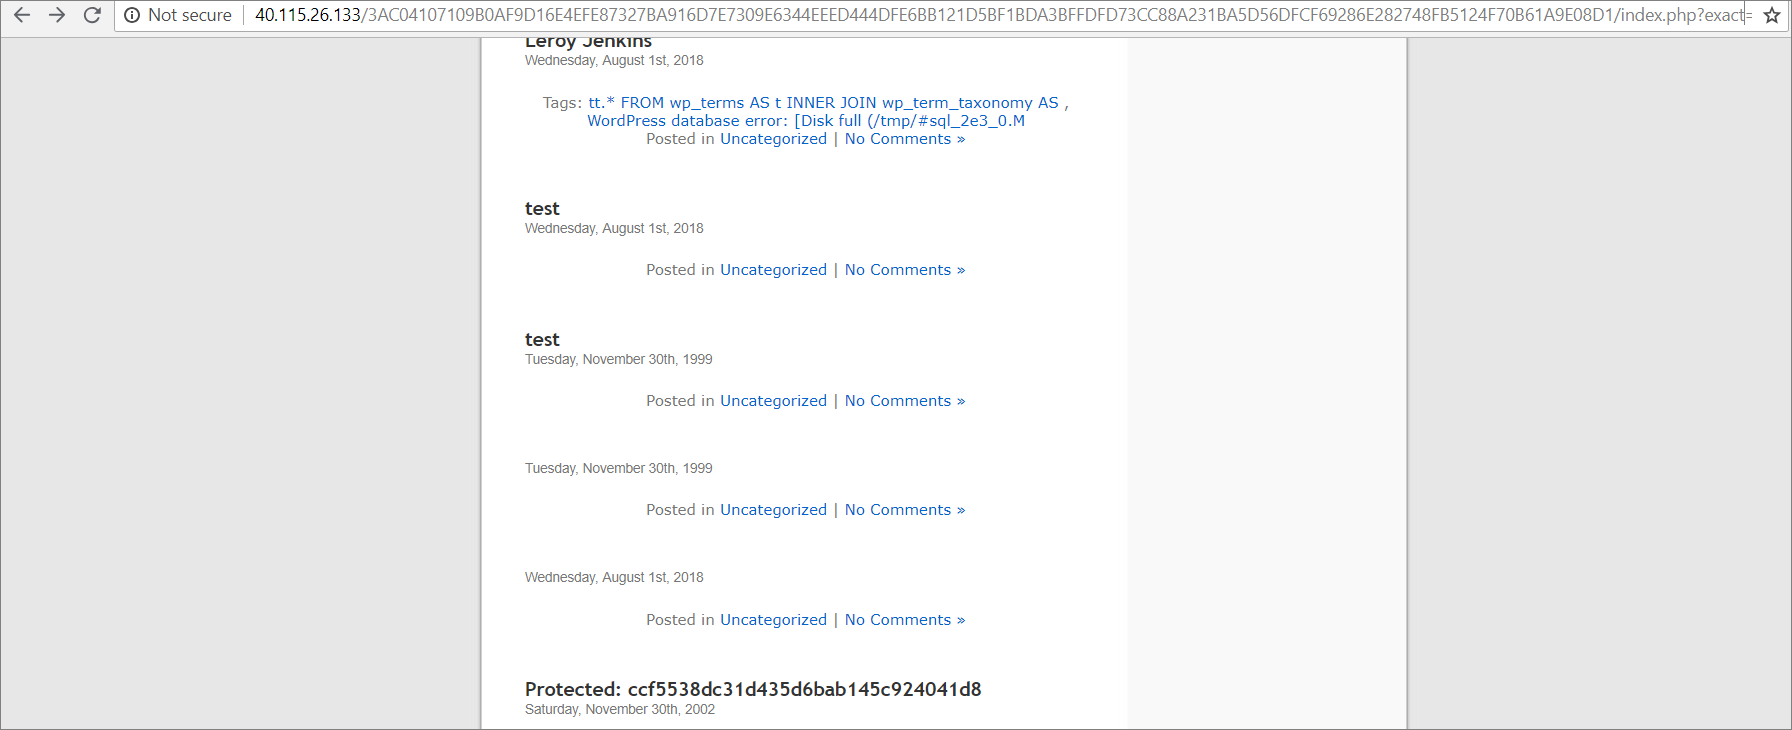 Not secure
40.115.26.133/3AC04107109B0AF9D16E4EFE87327BA916D7E7309E6344EEED444DFE6BB121D5BF1BDA3BFFDFD73CC88A231BA5D56DFCF69286E282748FB5124F70B61A9E08D1/index.php?exact=
Leroy Jenkins
Wednesday, August 1st, 2018
Tags: tt.* FROM wp_terms AS t INNER JOIN wp_term_taxonomy AS ,
WordPress database error: [Disk full (/tmp/#sql_2e3_0.M
Posted in Uncategorized | No Comments »
test
Wednesday, August 1st, 2018
Posted in Uncategorized | No Comments »
test
Tuesday, November 30th, 1999
Posted in Uncategorized | No Comments »
Tuesday, November 30th, 1999
Posted in Uncategorized | No Comments »
Wednesday, August 1st, 2018
Posted in Uncategorized | No Comments »
Protected: ccf5538dc31d435d6bab145c924041d8
Saturday, November 30th, 2002